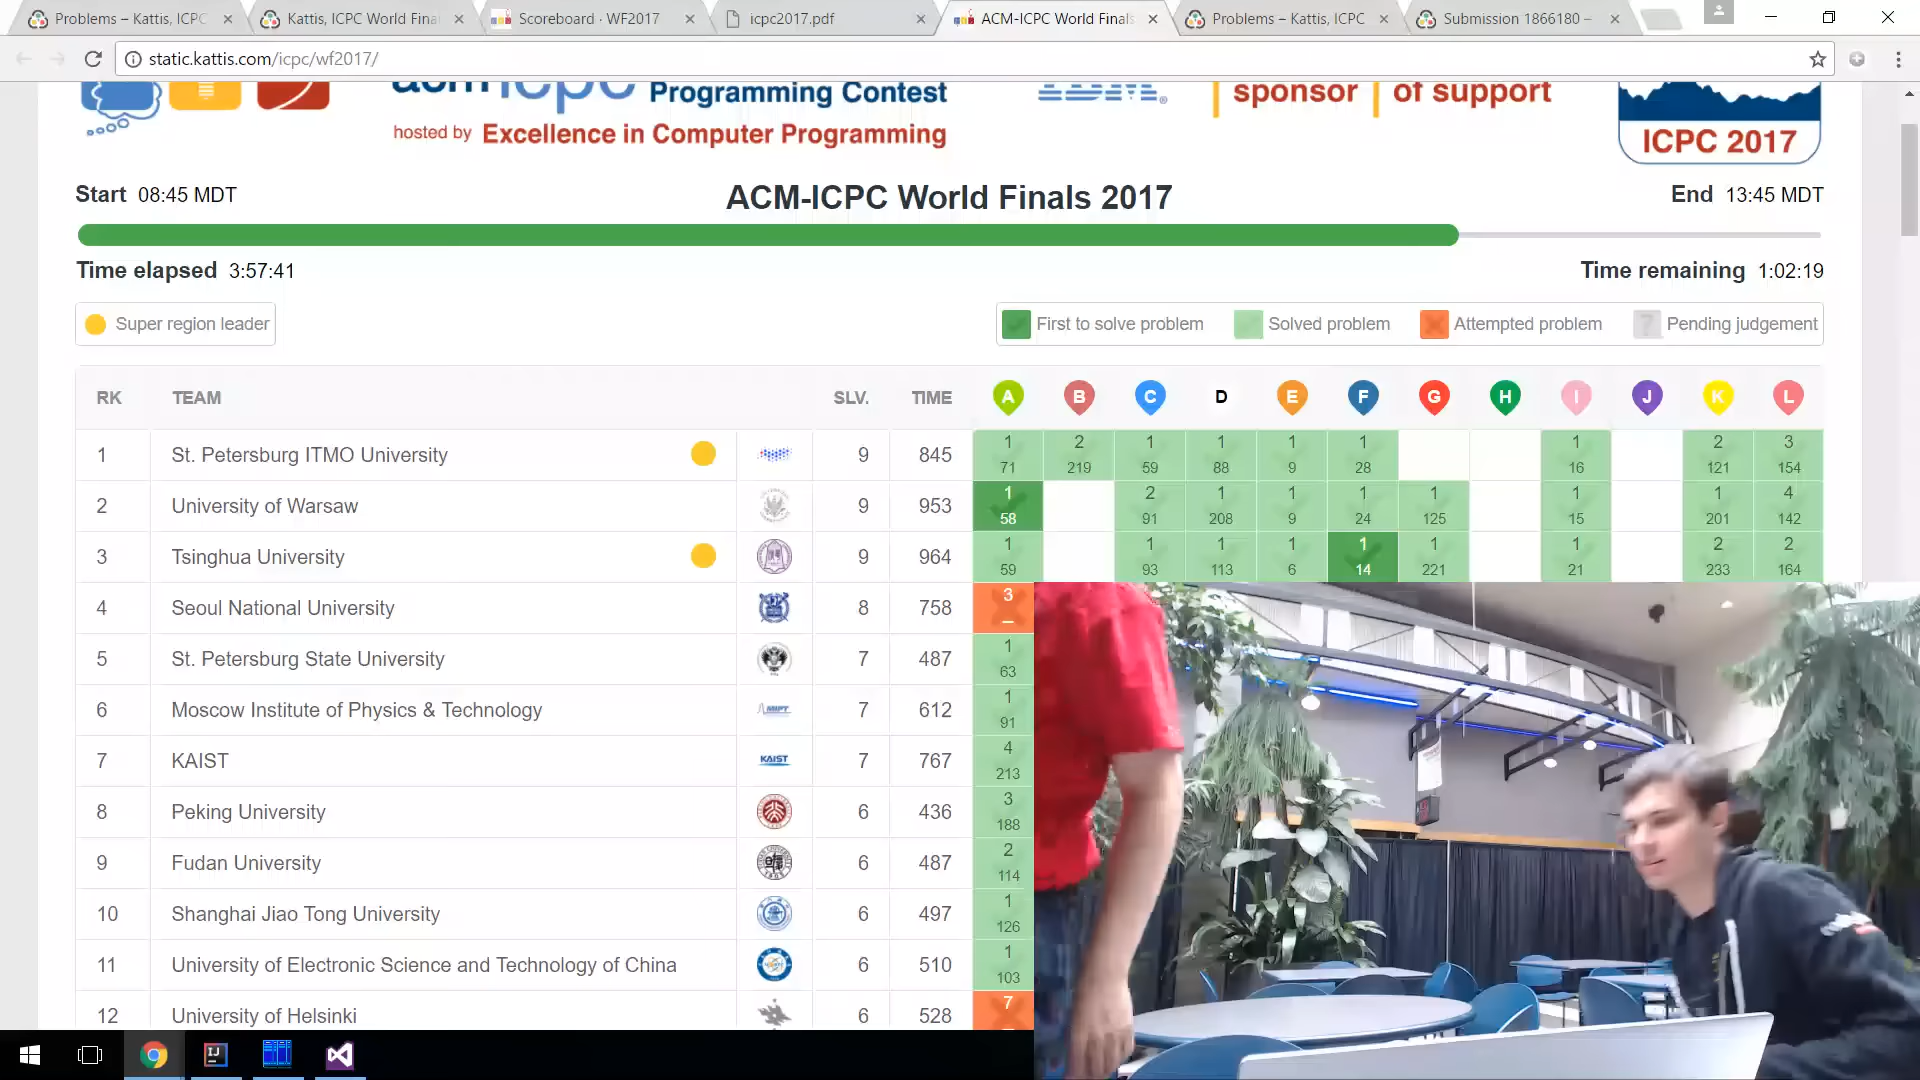 Problems – Kattis, ICPC
Kattis, ICPC World Fina
Scoreboard · WF2017
icpc2017.pdf
ACM-ICPC World Finals
Problems – Kattis, ICPC
Submission 1866180 –
static.kattis.com/icpc/wf2017/
acm icpc Programming Contest
hosted by Excellence in Computer Programming
IBM®
sponsor of support
ICPC 2017
Start 08:45 MDT
ACM-ICPC World Finals 2017
End 13:45 MDT
Time elapsed 3:57:41
Time remaining 1:02:19
Super region leader
First to solve problem Solved problem Attempted problem ? Pending judgement
RK TEAM SLV. TIME A B C D E F G H I J K L
1 St. Petersburg ITMO University 9 845
1 2 1 1 1 1 1 2 3
71 219 59 88 9 28 16 121 154
2 University of Warsaw 9 953
1 2 1 1 1 1 1 1 4
58 91 208 9 24 125 15 201 142
3 Tsinghua University 9 964
1 1 1 1 1 1 1 2 2
59 93 113 6 14 221 21 233 164
4 Seoul National University 8 758
3
–
5 St. Petersburg State University 7 487
1
63
6 Moscow Institute of Physics & Technology 7 612
1
91
7 KAIST KAIST 7 767
4
213
8 Peking University 6 436
3
188
9 Fudan University 6 487
2
114
10 Shanghai Jiao Tong University 6 497
1
126
11 University of Electronic Science and Technology of China 6 510
1
103
12 University of Helsinki 6 528
7
–
IJ